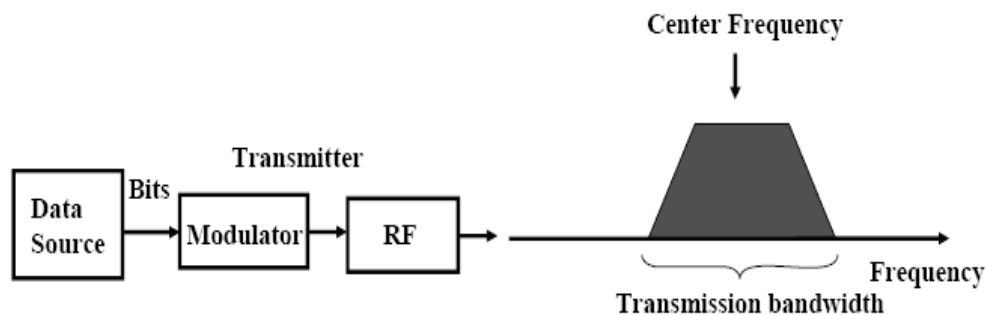 Center Frequency
Transmitter
Bits
Data
Source
Modulator
RF
Frequency
Transmission bandwidth